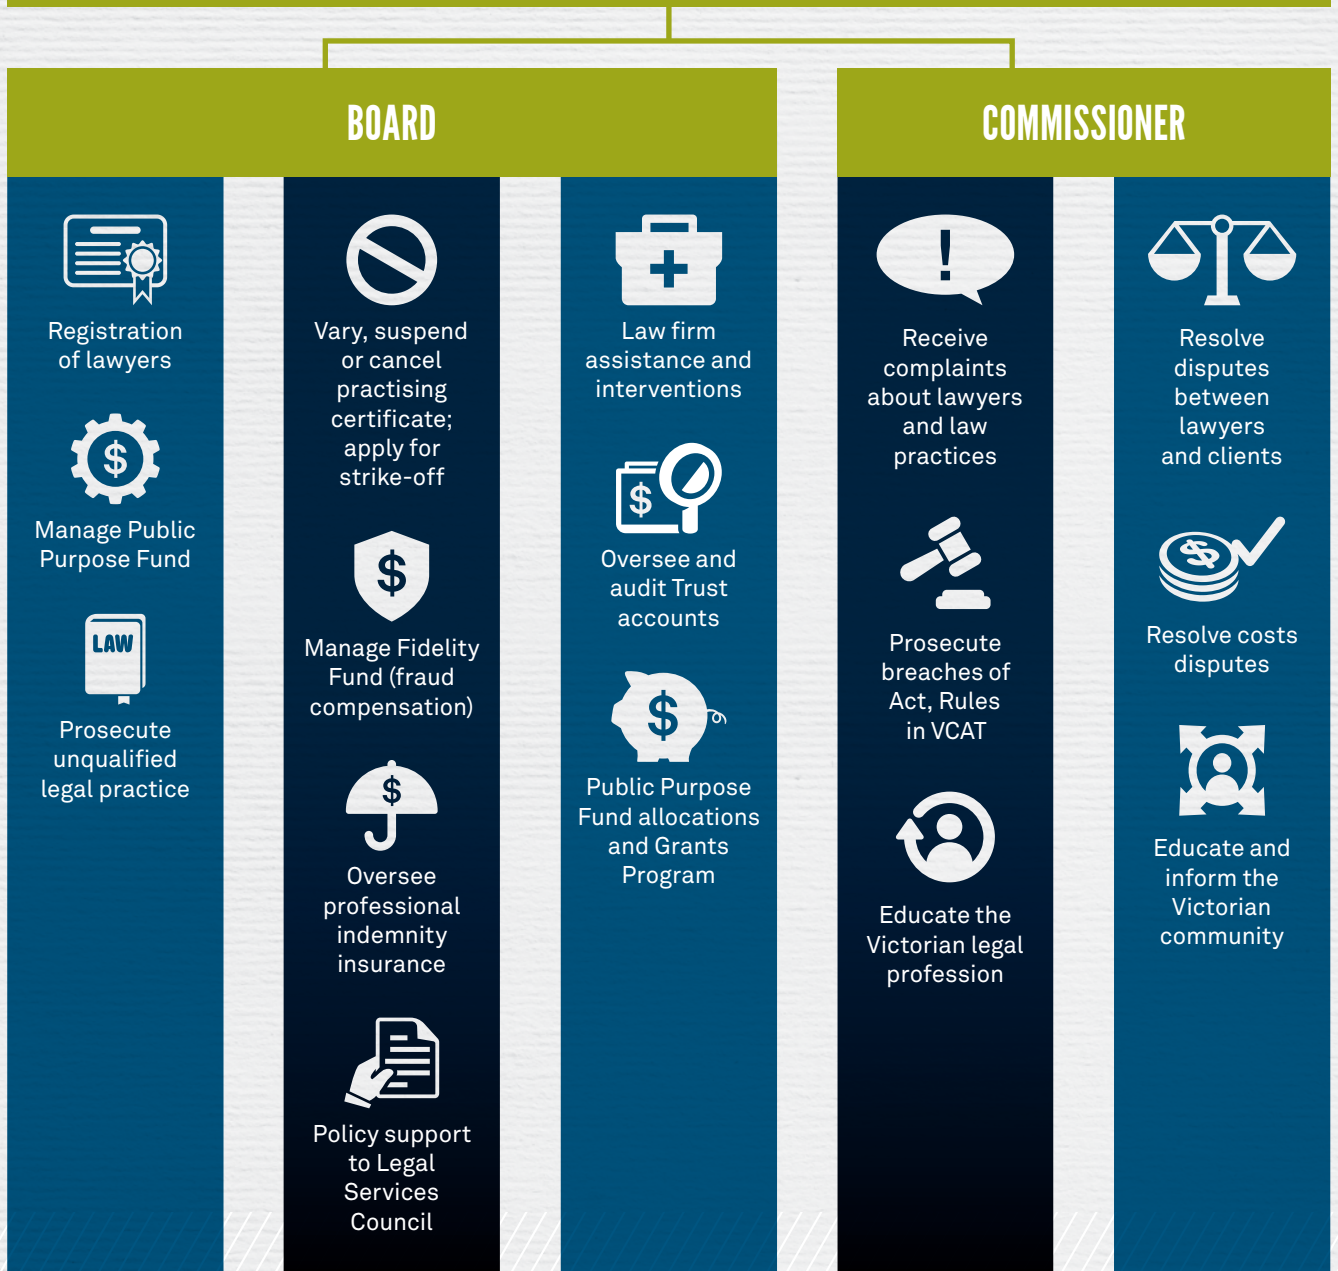 BOARD
Registration
of lawyers
$
Manage Public
Purpose Fund
LAW
Prosecute
unqualified
legal practice
Vary, suspend
or cancel
practising
certificate;
apply for
strike-off
$
Manage Fidelity
Fund (fraud
compensation)
$
Oversee
professional
indemnity
insurance
Policy support
to Legal
Services
Council
Law firm
assistance and
interventions
$
Oversee and
audit Trust
accounts
$
Public Purpose
Fund allocations
and Grants
Program
COMMISSIONER
!
Receive
complaints
about lawyers
and law
practices
Prosecute
breaches of
Act, Rules
in VCAT
Educate the
Victorian legal
profession
Resolve
disputes
between
lawyers
and clients
$
Resolve costs
disputes
Educate and
inform the
Victorian
community